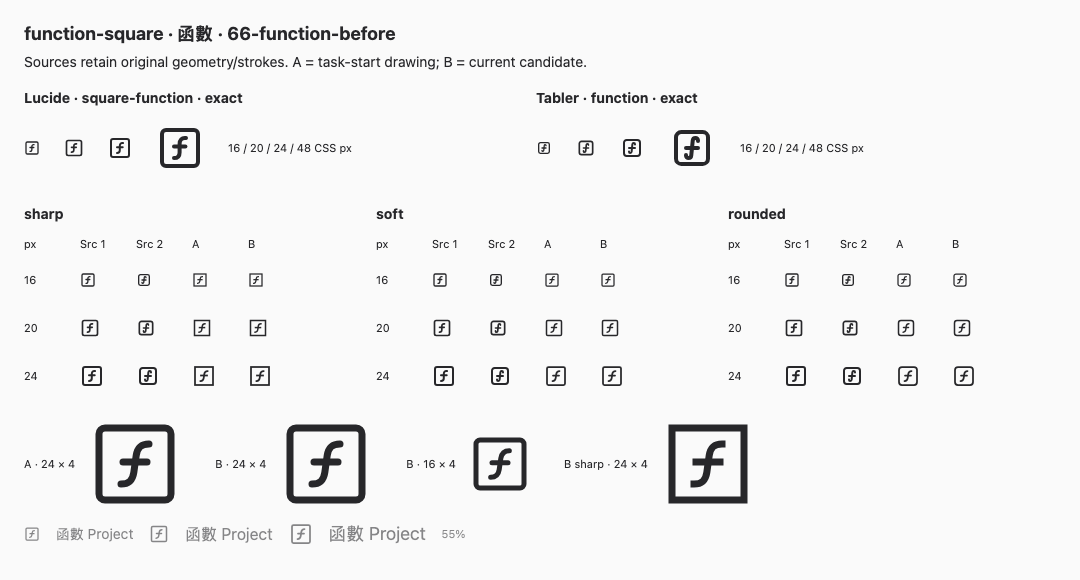 function-square · 函數 · 66-function-before
Sources retain original geometry/strokes. A = task-start drawing; B = current candidate.
Lucide · square-function · exact
Tabler · function · exact
16 / 20 / 24 / 48 CSS px
16 / 20 / 24 / 48 CSS px
sharp
soft
rounded
px Src 1 Src 2 A B
px Src 1 Src 2 A B
px Src 1 Src 2 A B
16
16
16
20
20
20
24
24
24
A · 24 × 4
B · 24 × 4
B · 16 × 4
B sharp · 24 × 4
函數 Project
函數 Project
函數 Project
55%